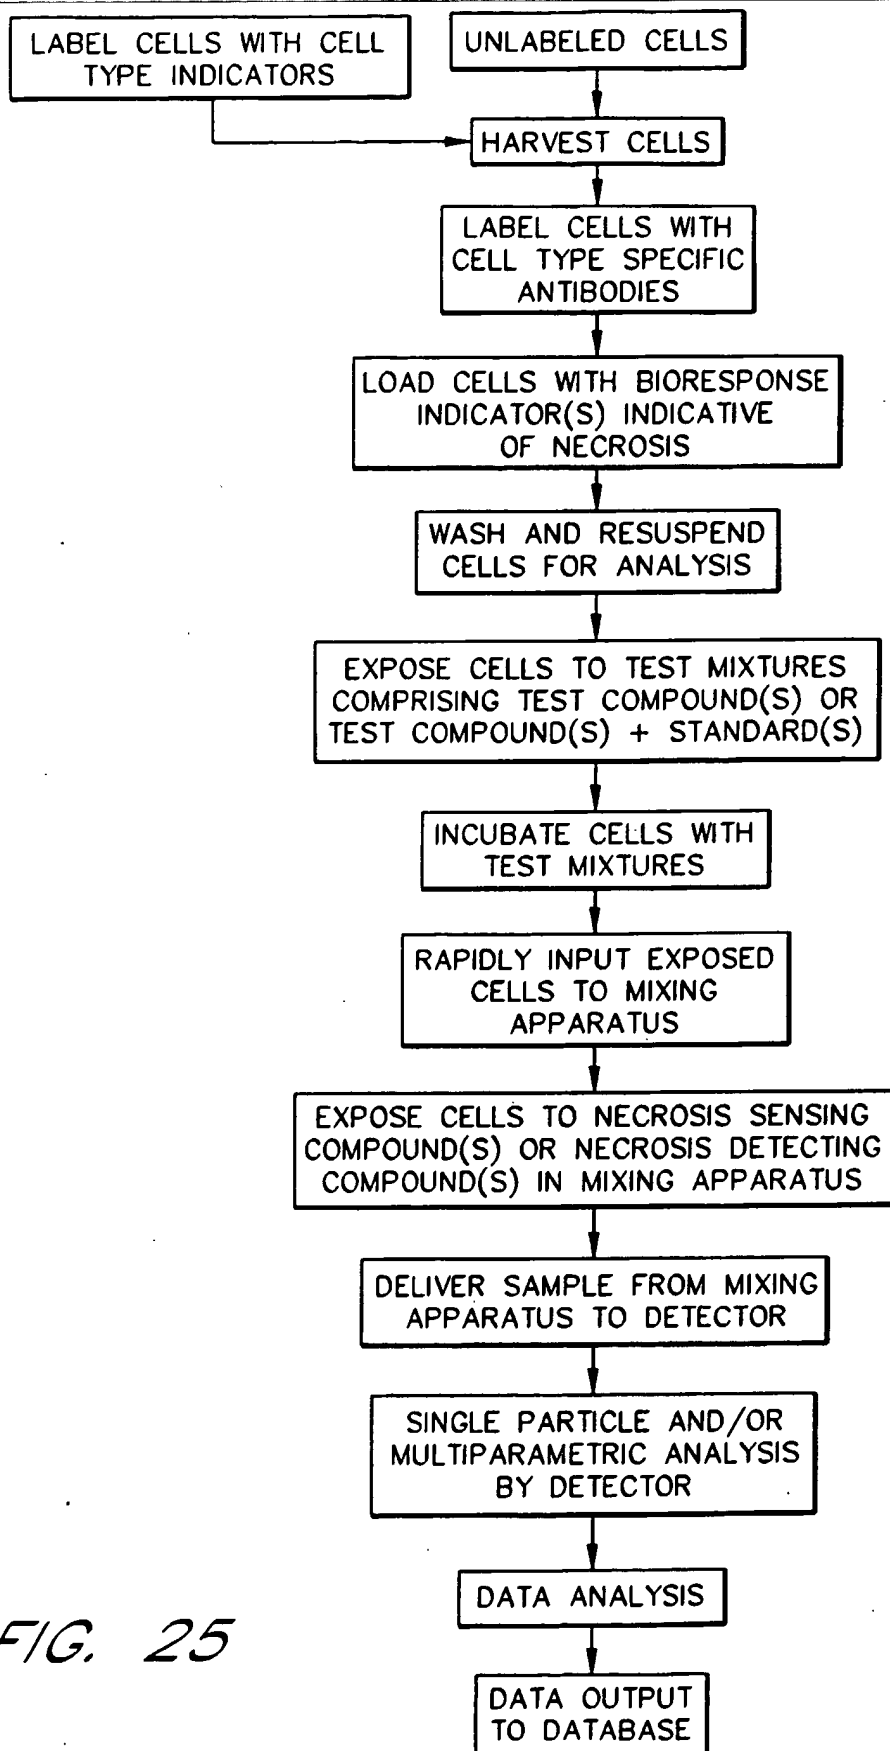 LABEL CELLS WITH CELL
TYPE INDICATORS
UNLABELED CELLS
HARVEST CELLS
LABEL CELLS WITH
CELL TYPE SPECIFIC
ANTIBODIES
LOAD CELLS WITH BIORESPONSE
INDICATOR(S) INDICATIVE
OF NECROSIS
WASH AND RESUSPEND
CELLS FOR ANALYSIS
EXPOSE CELLS TO TEST MIXTURES
COMPRISING TEST COMPOUND(S) OR
TEST COMPOUND(S) + STANDARD(S)
INCUBATE CELLS WITH
TEST MIXTURES
RAPIDLY INPUT EXPOSED
CELLS TO MIXING
APPARATUS
EXPOSE CELLS TO NECROSIS SENSING
COMPOUND(S) OR NECROSIS DETECTING
COMPOUND(S) IN MIXING APPARATUS
DELIVER SAMPLE FROM MIXING
APPARATUS TO DETECTOR
SINGLE PARTICLE AND/OR
MULTIPARAMETRIC ANALYSIS
BY DETECTOR
DATA ANALYSIS
DATA OUTPUT
TO DATABASE
FIG. 25